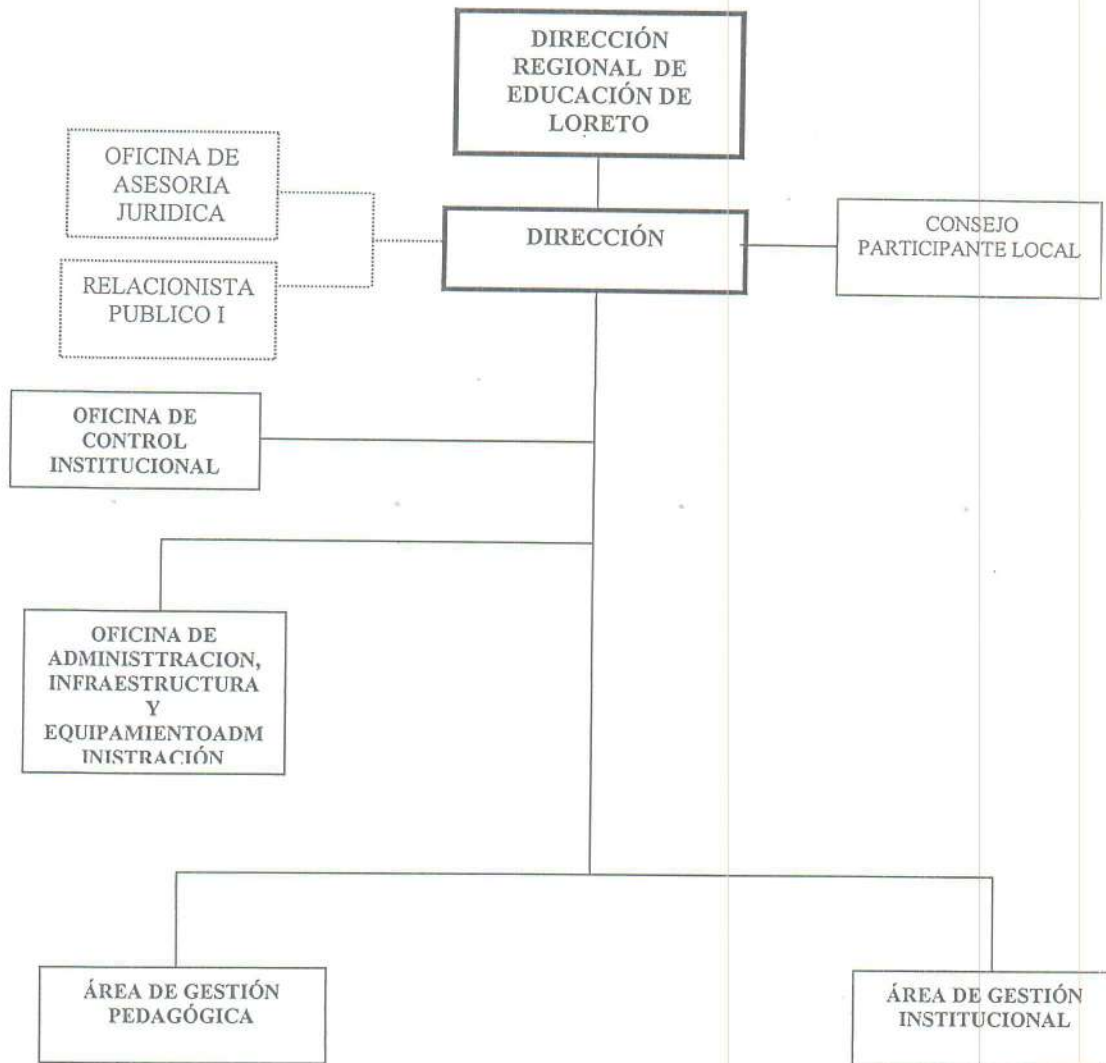 DIRECCIÓN
REGIONAL DE
EDUCACIÓN DE
LORETO
OFICINA DE
ASESORIA
JURIDICA
DIRECCIÓN
CONSEJO
PARTICIPANTE LOCAL
RELACIONISTA
PUBLICO I
OFICINA DE
CONTROL
INSTITUCIONAL
OFICINA DE
ADMINISTTRACION,
INFRAESTRUCTURA
Y
EQUIPAMIENTOADM
INISTRACIÓN
ÁREA DE GESTIÓN
PEDAGÓGICA
ÁREA DE GESTIÓN
INSTITUCIONAL